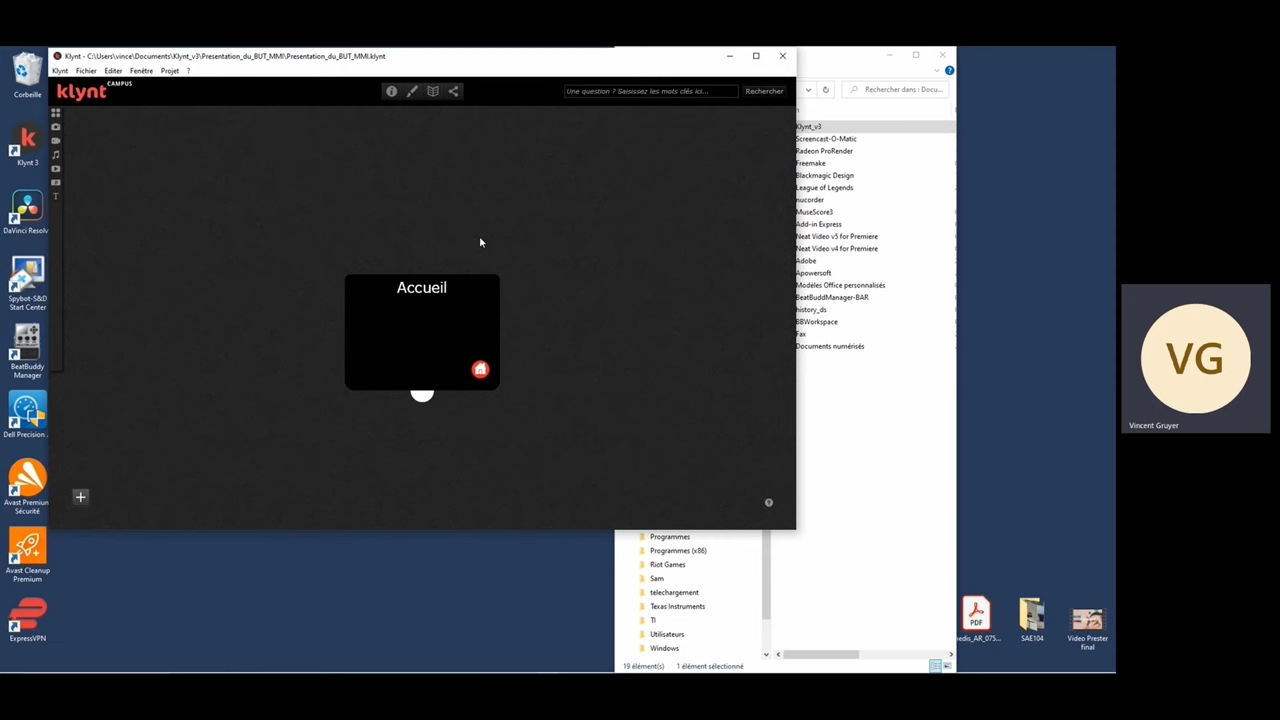 Klynt - C:\Users\vince\Documents\Klynt_v3\Presentation_du_BUT_MMI\Presentation_du_BUT_MMI.klynt
Klynt Fichier Editer Fenêtre Projet ?
klynt CAMPUS
Une question ? Saisissez les mots clés ici...
Rechercher
Rechercher dans : Docu...
Corbeille
Klynt 3
DaVinci Resolv
Spybot-S&D
Start Center
BeatBuddy
Manager
Dell Precision ...
Avast Premium
Sécurité
Avast Cleanup
Premium
ExpressVPN
T
Accueil
+
?
Klynt_v3
Screencast-O-Matic
Radeon ProRender
Freemake
Blackmagic Design
League of Legends
nucorder
MuseScore3
Add-in Express
Neat Video v5 for Premiere
Neat Video v4 for Premiere
Adobe
Apowersoft
Modèles Office personnalisés
BeatBuddManager-BAR
history_ds
BBWorkspace
Fax
Documents numérisés
Programmes
Programmes (x86)
Riot Games
Sam
telechargement
Texas Instruments
TI
Utilisateurs
Windows
19 élément(s) 1 élément sélectionné
PDF
nedis_AR_075...
SAE104
Video Prester
final
VG
Vincent Gruyer